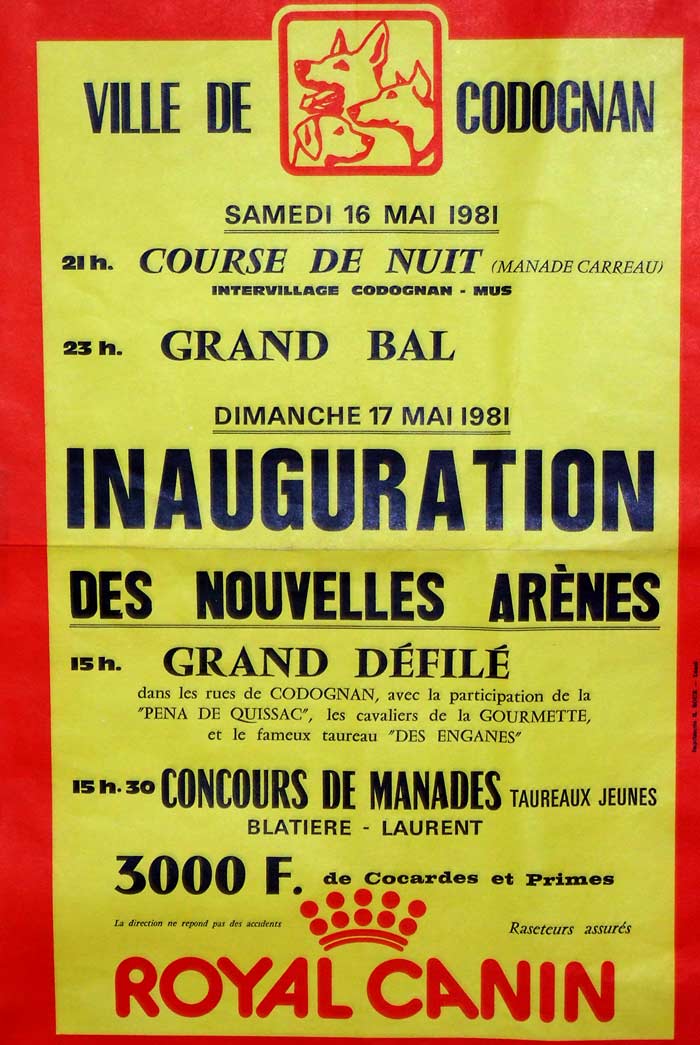 VILLE DE CODOGNAN
SAMEDI 16 MAI 1981
21h. COURSE DE NUIT (MANADE CARREAU)
INTERVILLAGE CODOGNAN - MUS
23 h. GRAND BAL
DIMANCHE 17 MAI 1981
INAUGURATION
DES NOUVELLES ARÈNES
15h. GRAND DÉFILÉ
dans les rues de CODOGNAN, avec la participation de la
"PENA DE QUISSAC", les cavaliers de la GOURMETTE,
et le fameux taureau "DES ENGANES"
15h.30 CONCOURS DE MANADES TAUREAUX JEUNES
BLATIERE - LAURENT
3000 F. de Cocardes et Primes
La direction ne repond pas des accidents
Raseteurs assurés
ROYAL CANIN